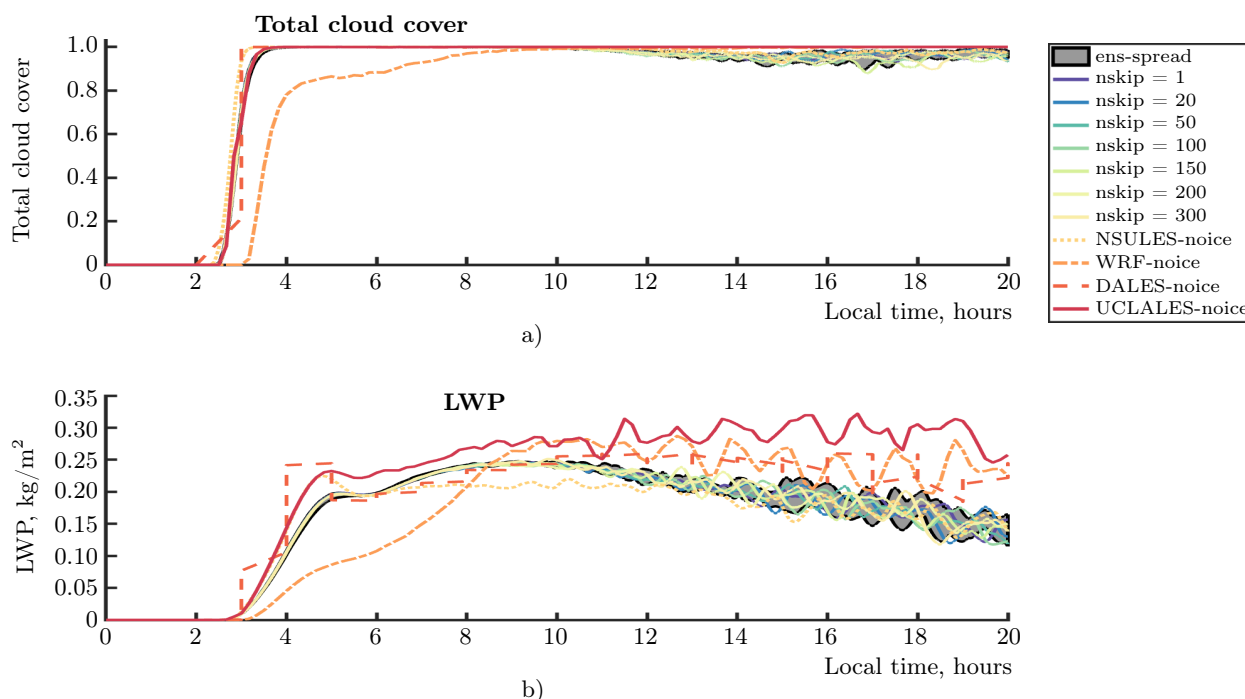 Total cloud cover
Total cloud cover
1.0
0.8
0.6
0.4
0.2
0
0 2 4 6 8 10 12 14 16 18 20
Local time, hours
a)
ens-spread
nskip = 1
nskip = 20
nskip = 50
nskip = 100
nskip = 150
nskip = 200
nskip = 300
NSULES-noice
WRF-noice
DALES-noice
UCLALES-noice
LWP
LWP, kg/m²
0.35
0.30
0.25
0.20
0.15
0.10
0.05
0
0 2 4 6 8 10 12 14 16 18 20
Local time, hours
b)